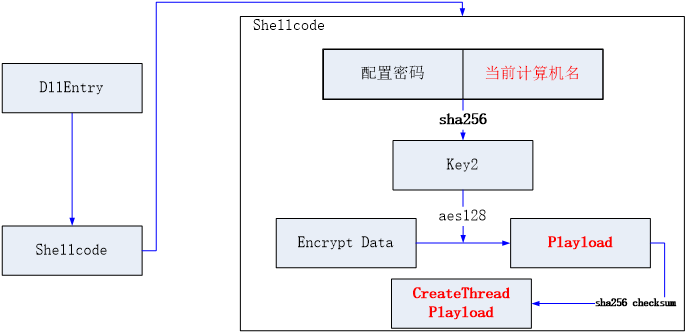 Shellcode
配置密码
当前计算机名
DllEntry
sha256
Key2
aes128
Shellcode
Encrypt Data
Playload
CreateThread
Playload
sha256 checksum